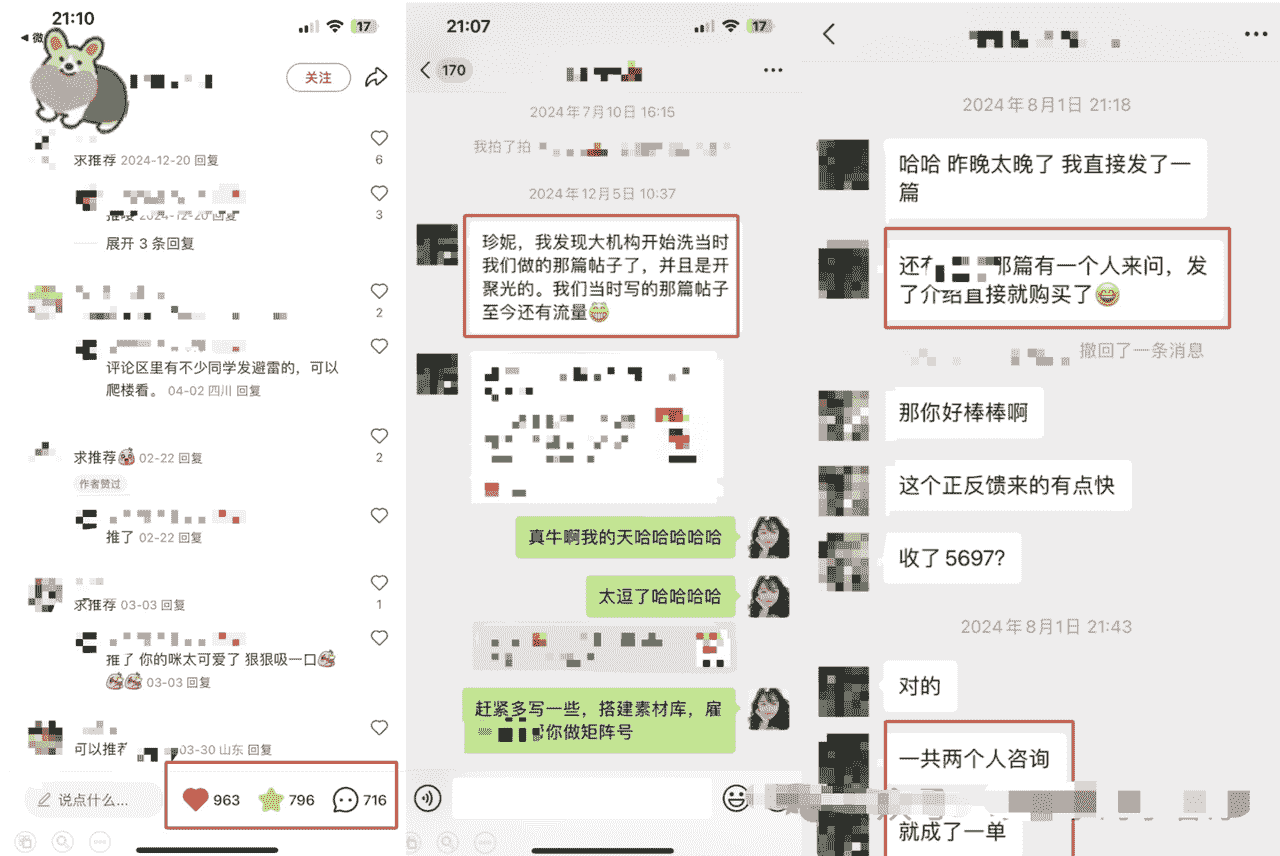 21:10
17
微
关注
求推荐 2024-12-20 回复
6
2024-12-20 回复
3
展开 3 条回复
2
评论区里有不少同学发避雷的，可以
爬楼看。 04-02 四川 回复
求推荐 02-22 回复
2
作者赞过
推了 02-22 回复
求推荐 03-03 回复
1
推了 你的咪太可爱了 狠狠吸一口
03-03 回复
可以推荐
03-30 山东 回复
说点什么...
963
796
716
21:07
17
170
2024年7月10日 16:15
我拍了拍
2024年12月5日 10:37
珍妮，我发现大机构开始洗当时
我们做的那篇帖子了，并且是开
聚光的。我们当时写的那篇帖子
至今还有流量
真牛啊我的天哈哈哈哈哈
太逗了哈哈哈哈
赶紧多写一些，搭建素材库，雇
你做矩阵号
2024年8月1日 21:18
哈哈 昨晚太晚了 我直接发了一
篇
还有
那篇有一个人来问，发
了介绍直接就购买了
撤回了一条消息
那你好棒棒啊
这个正反馈来的有点快
收了 5697?
2024年8月1日 21:43
对的
一共两个人咨询
就成了一单